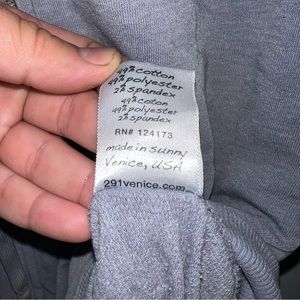 49% cotton
49% polyester
2% spandex
49% coton
49% polyester
2% spandex
RN# 124173
made in sunny
Venice, USA
291venice.com